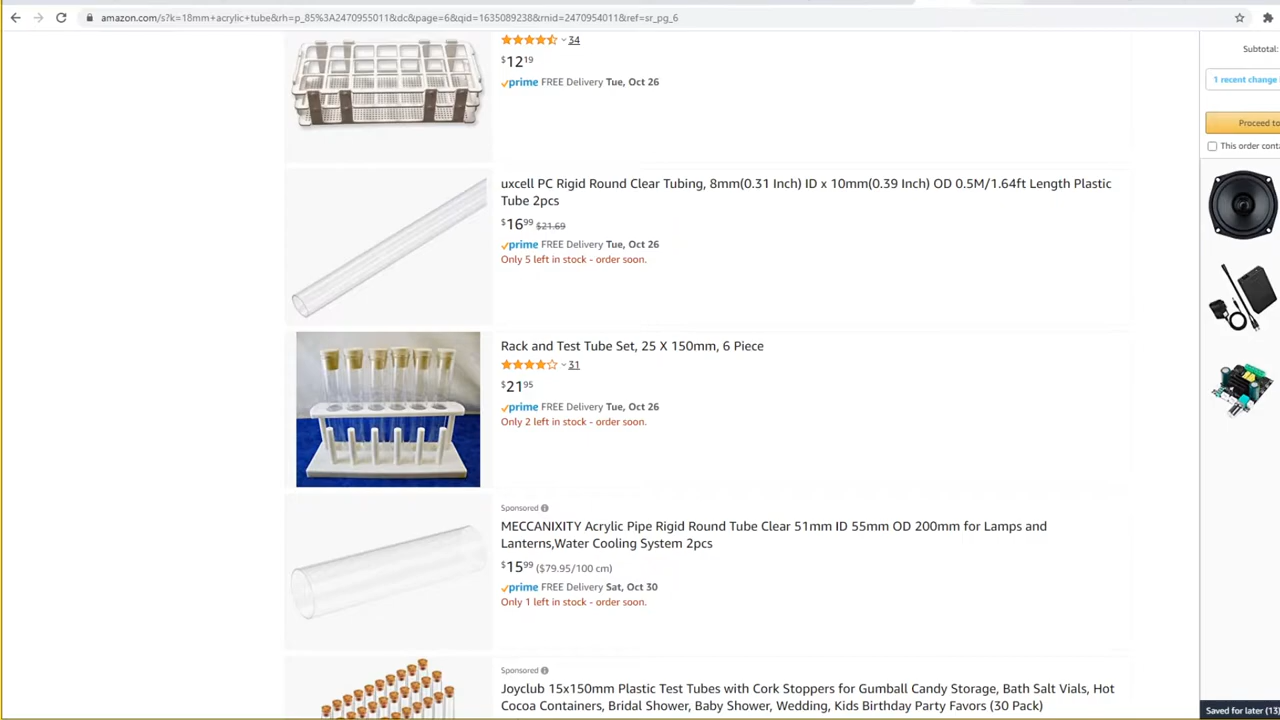 amazon.com/s?k=18mm+acrylic+tube&rh=p_85%3A2470955011&dc&page=6&qid=1635089238&rnid=2470954011&ref=sr_pg_6
34
$12 19
prime FREE Delivery Tue, Oct 26
uxcell PC Rigid Round Clear Tubing, 8mm(0.31 Inch) ID x 10mm(0.39 Inch) OD 0.5M/1.64ft Length Plastic
Tube 2pcs
$16 99 $21.69
prime FREE Delivery Tue, Oct 26
Only 5 left in stock - order soon.
Rack and Test Tube Set, 25 X 150mm, 6 Piece
31
$21 95
prime FREE Delivery Tue, Oct 26
Only 2 left in stock - order soon.
Sponsored
MECCANIXITY Acrylic Pipe Rigid Round Tube Clear 51mm ID 55mm OD 200mm for Lamps and
Lanterns,Water Cooling System 2pcs
$15 99 ($79.95/100 cm)
prime FREE Delivery Sat, Oct 30
Only 1 left in stock - order soon.
Sponsored
Joyclub 15x150mm Plastic Test Tubes with Cork Stoppers for Gumball Candy Storage, Bath Salt Vials, Hot
Cocoa Containers, Bridal Shower, Baby Shower, Wedding, Kids Birthday Party Favors (30 Pack)
Subtotal:
1 recent change
Proceed to
This order conta
Saved for later (13)